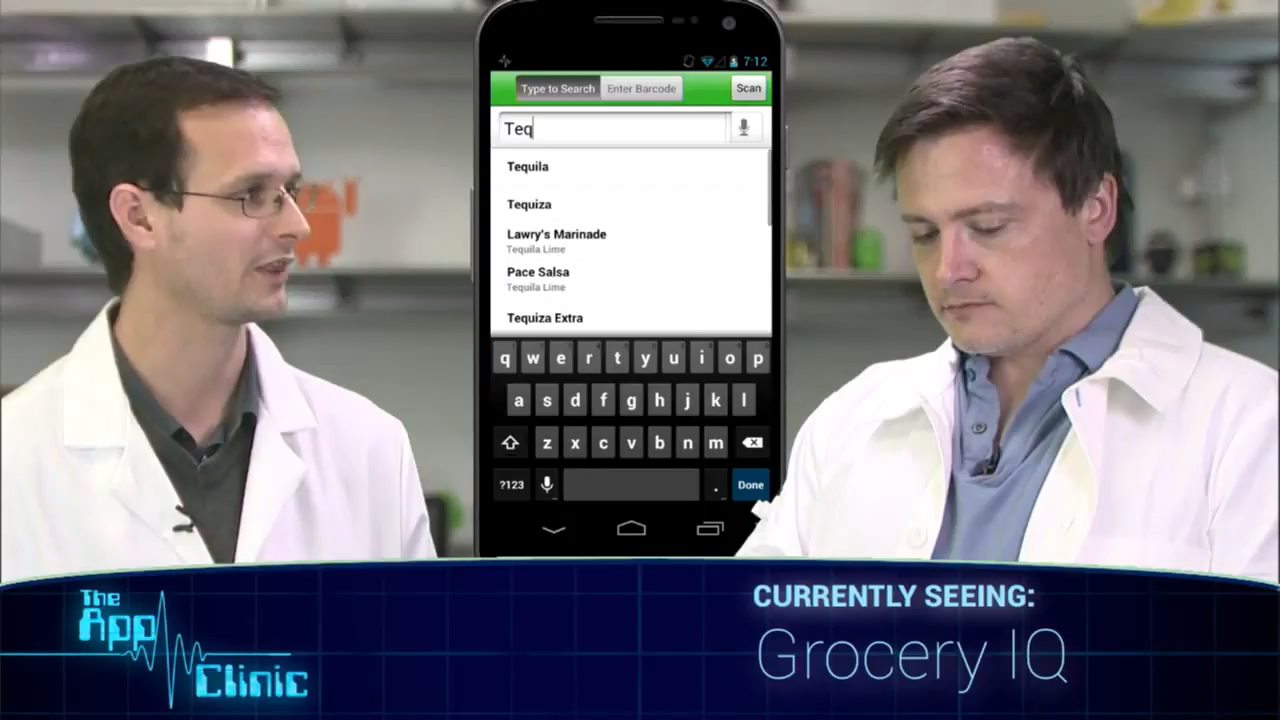 7:12
Type to Search Enter Barcode Scan
Teq
Tequila
Tequiza
Lawry's Marinade
Tequila Lime
Pace Salsa
Tequila Lime
Tequiza Extra
q w e r t y u i o p
a s d f g h j k l
z x c v b n m
?123 . Done
The
App
Clinic
CURRENTLY SEEING:
Grocery IQ